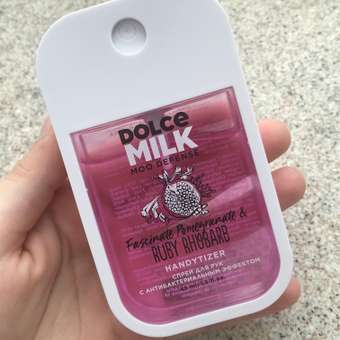 DOLCE
MILK
MOO DEFENSE
Fascinate Pomegranate &
RUBY RHUBARB
HANDYTIZER
СПРЕЙ ДЛЯ РУК
С АНТИБАКТЕРИАЛЬНЫМ ЭФФЕКТОМ